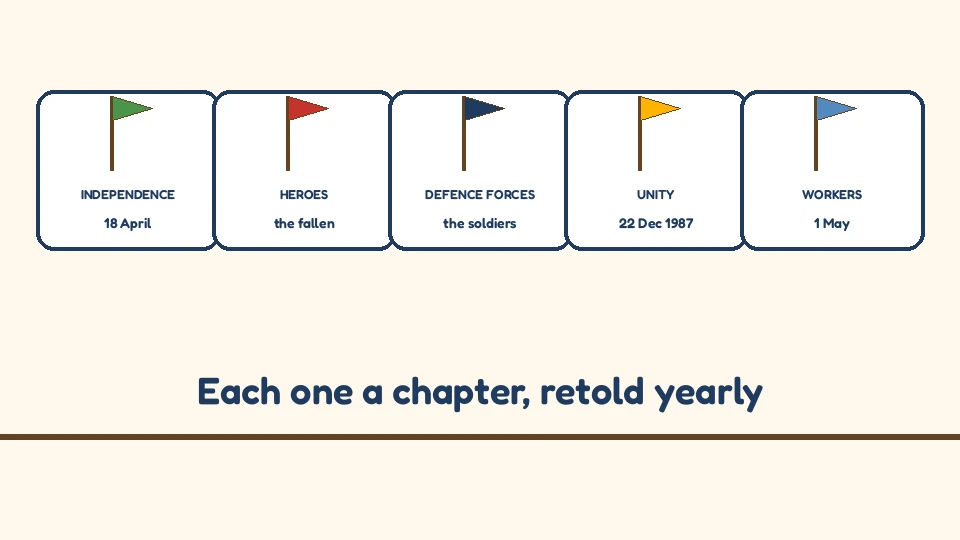 INDEPENDENCE
18 April
HEROES
the fallen
DEFENCE FORCES
the soldiers
UNITY
22 Dec 1987
WORKERS
1 May
Each one a chapter, retold yearly